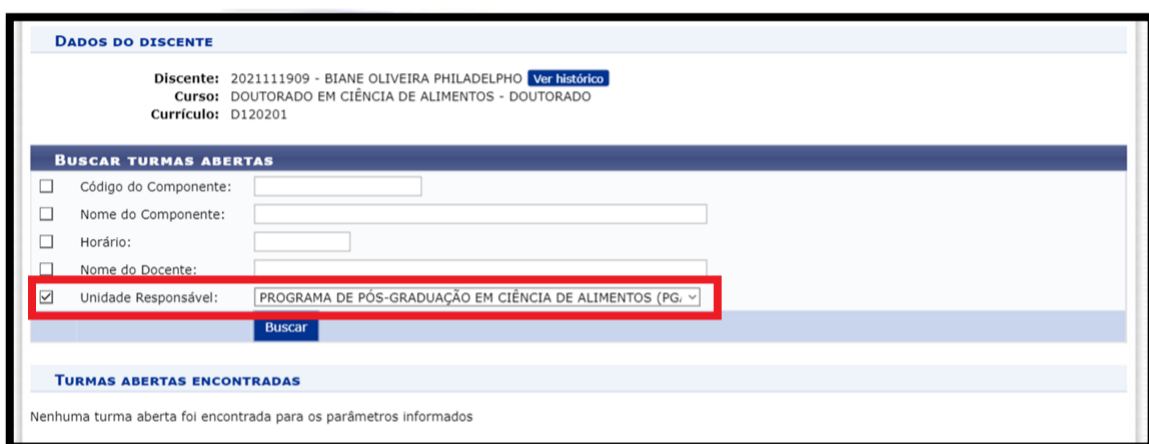 DADOS DO DISCENTE
Discente: 2021111909 - BIANE OLIVEIRA PHILADELPHO Ver histórico
Curso: DOUTORADO EM CIÊNCIA DE ALIMENTOS - DOUTORADO
Currículo: D120201
BUSCAR TURMAS ABERTAS
Código do Componente:
Nome do Componente:
Horário:
Nome do Docente:
Unidade Responsável: PROGRAMA DE PÓS-GRADUAÇÃO EM CIÊNCIA DE ALIMENTOS (PG
Buscar
TURMAS ABERTAS ENCONTRADAS
Nenhuma turma aberta foi encontrada para os parâmetros informados